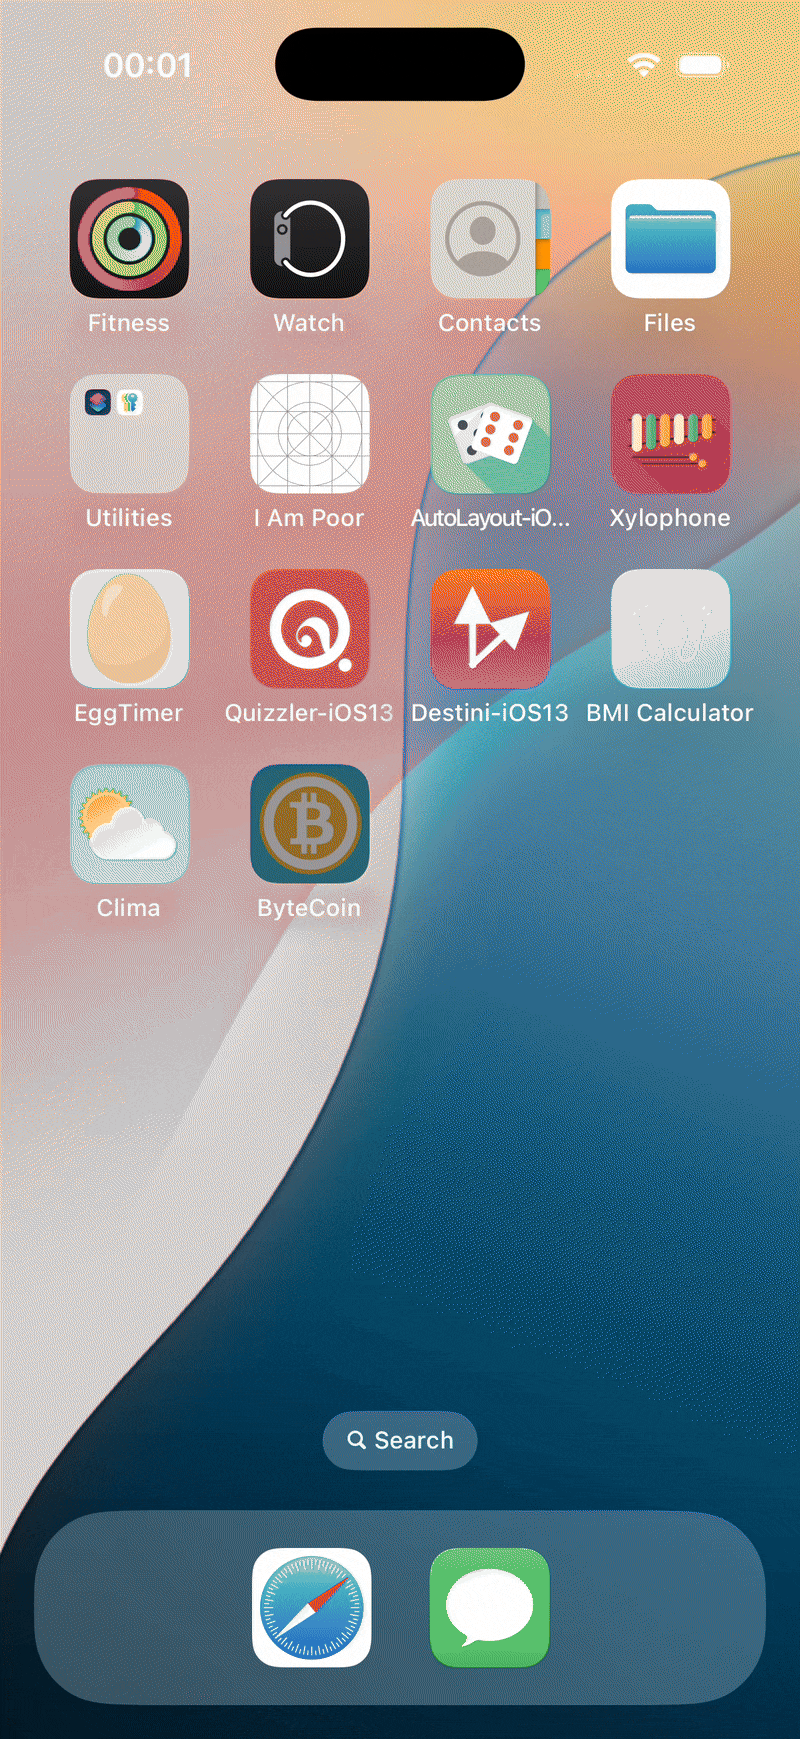 00:01
Fitness Watch Contacts Files
Utilities I Am Poor AutoLayout-iO... Xylophone
EggTimer Quizzler-iOS13 Destini-iOS13 BMI Calculator
Clima ByteCoin
Search